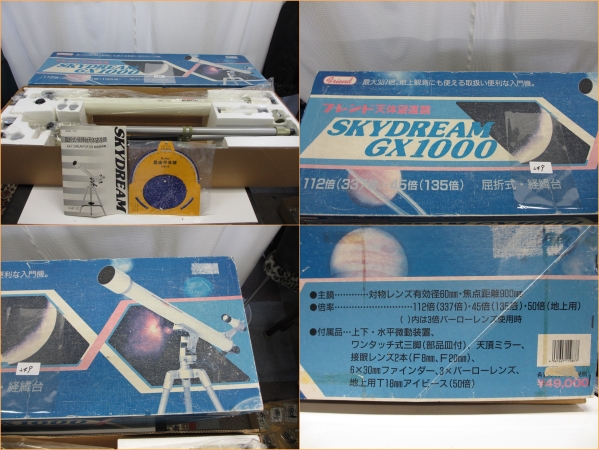 SKYDREAM
GX1000
SKYDREAM
Friend
最大337倍。地上観測にも使える取扱い便利な入門機。
フレンド天体望遠鏡
SKYDREAM
GX1000
112倍(337倍)・45倍(135倍)
屈折式・経緯台
便利な入門機。
・経緯台
●主鏡…………対物レンズ有効径60mm・焦点距離900mm
●倍率…………………112倍(337倍)・45倍(135倍)・50倍(地上用)
( )内は3倍バーローレンズ使用時
●付属品…上下・水平微動装置、
ワンタッチ式三脚(部品皿付)、天頂ミラー、
接眼レンズ2本(F8mm、F20mm)、
6×30mmファインダー、3×バーローレンズ、
地上用T18mmアイピース(50倍)
¥49,000